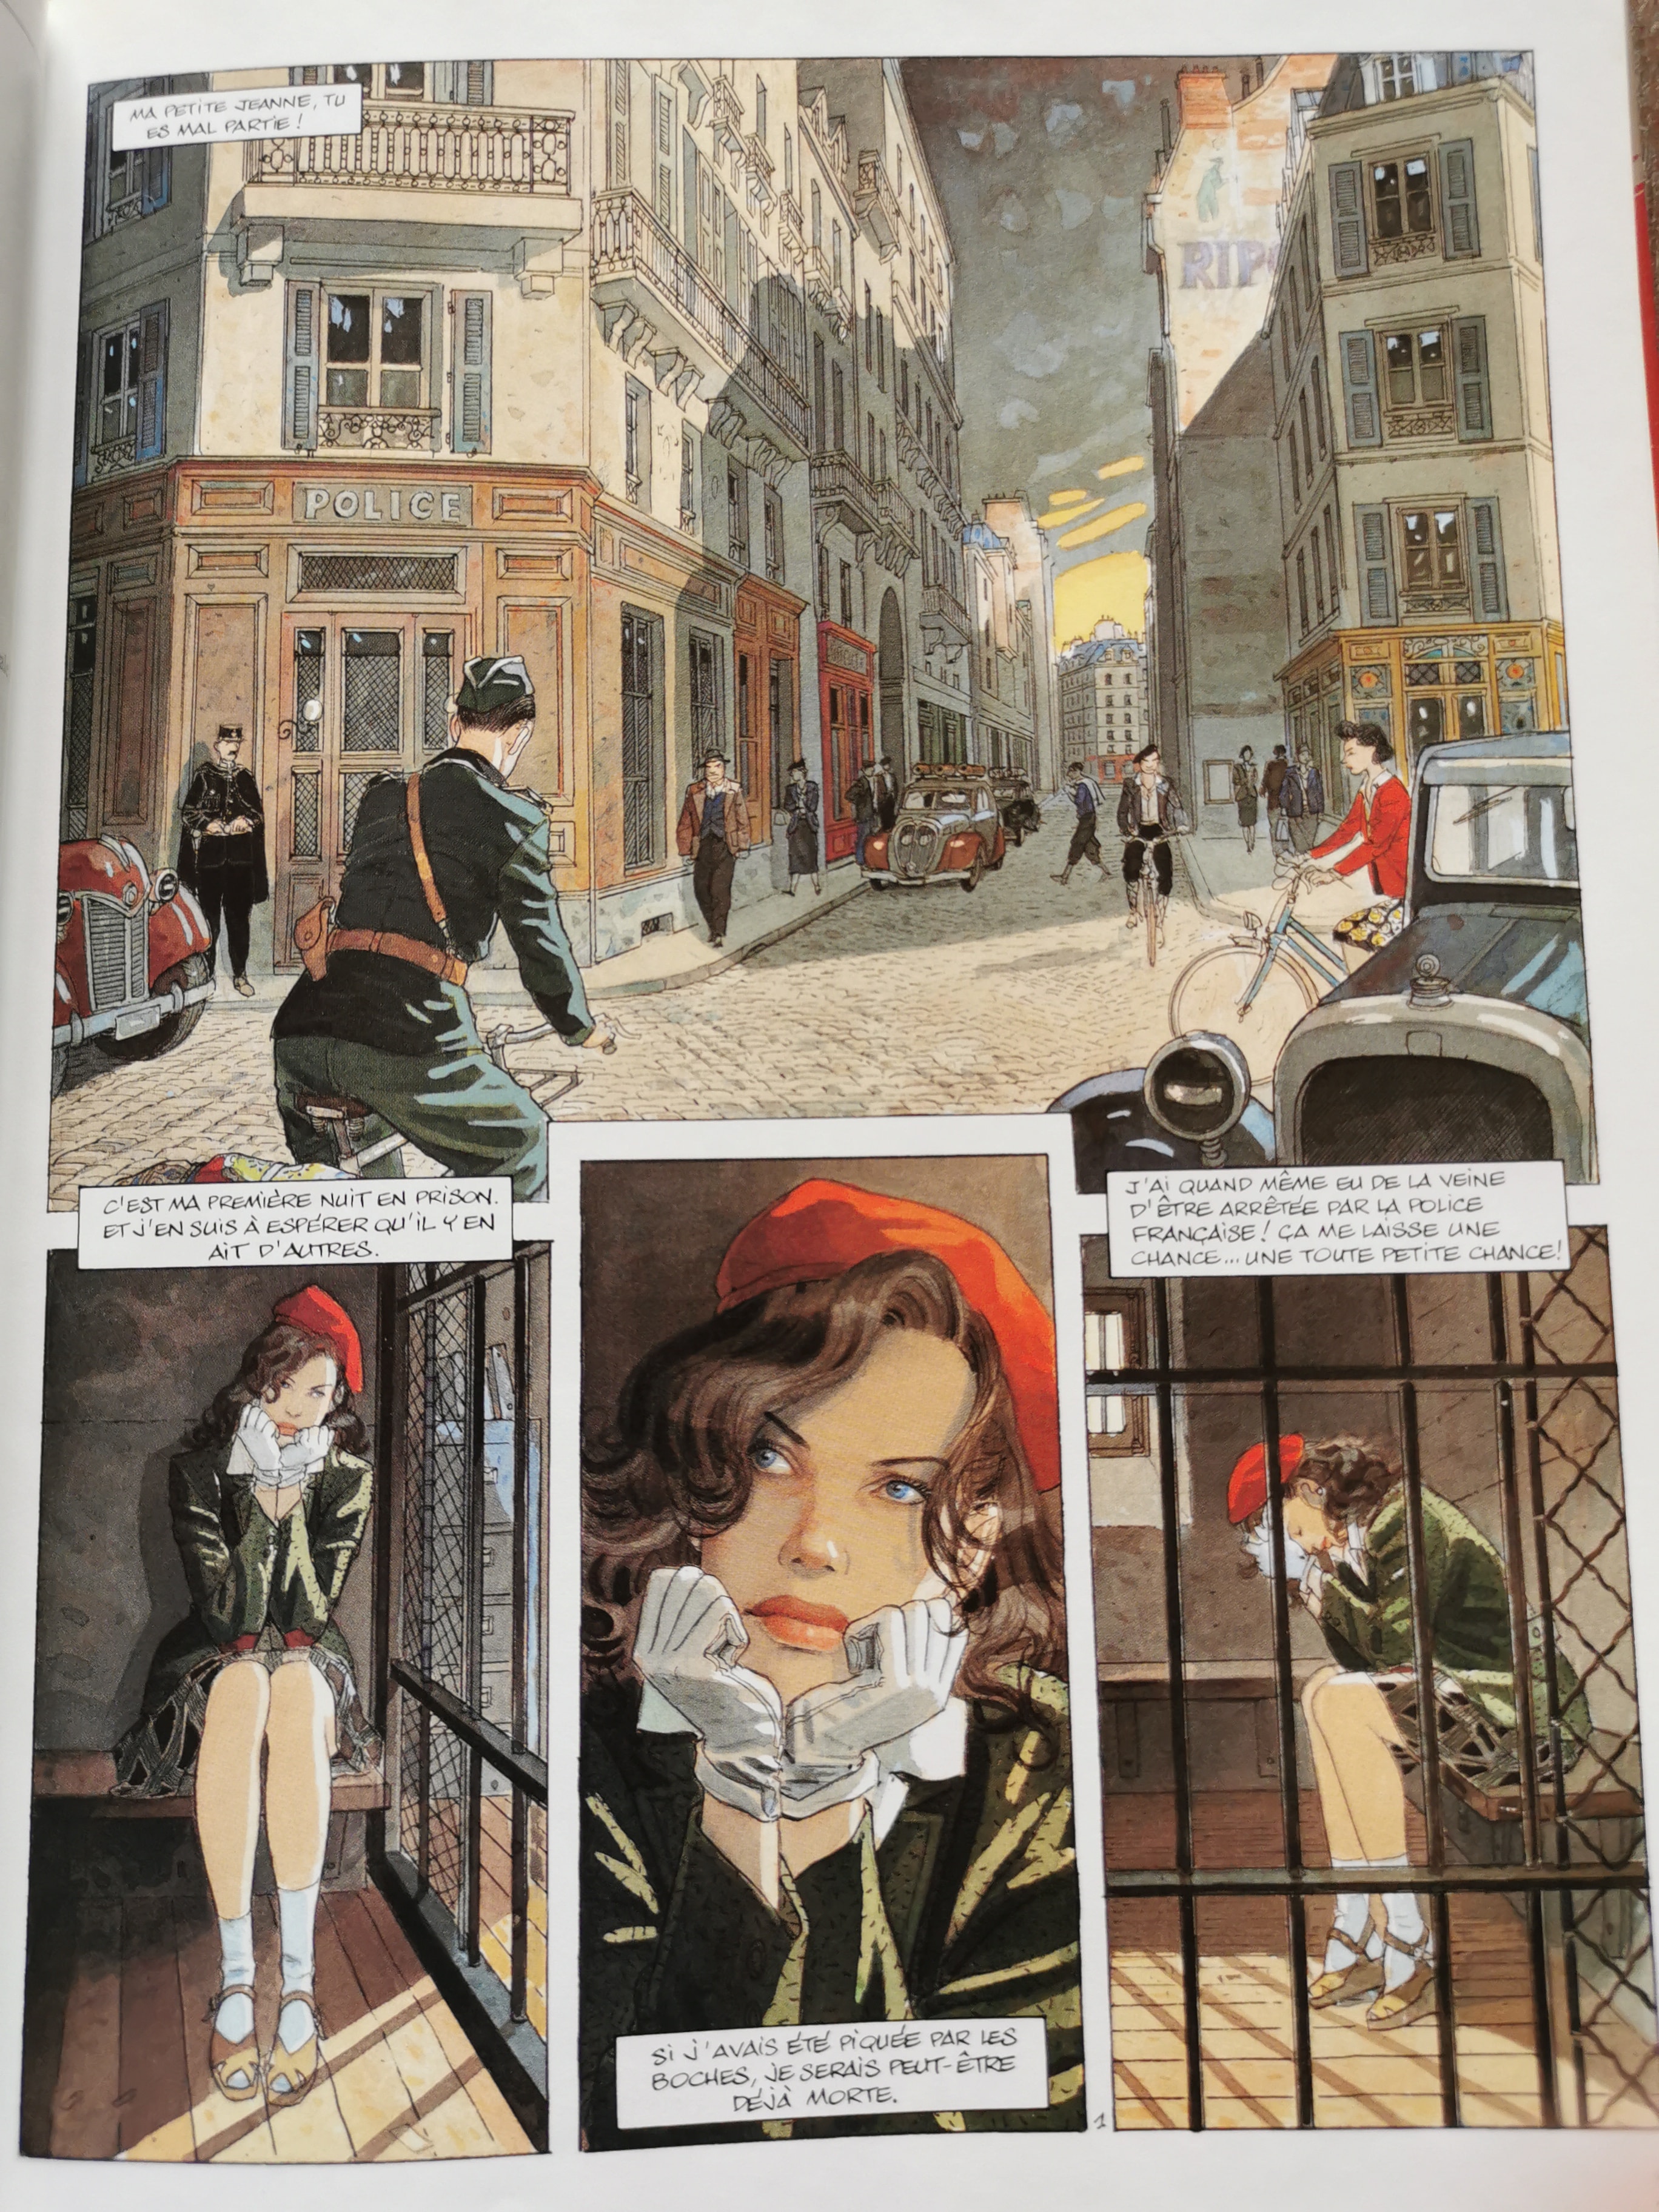 MA PETITE JEANNE, TU
ES MAL PARTIE !
RIP
POLICE
C'EST MA PREMIÈRE NUIT EN PRISON.
ET J'EN SUIS À ESPÉRER QU'IL Y EN
AIT D'AUTRES.
SI J'AVAIS ÉTÉ PIQUÉE PAR LES
BOCHES, JE SERAIS PEUT-ÊTRE
DÉJÀ MORTE.
J'AI QUAND MÊME EU DE LA VEINE
D'ÊTRE ARRÊTÉE PAR LA POLICE
FRANÇAISE ! ÇA ME LAISSE UNE
CHANCE... UNE TOUTE PETITE CHANCE!
1